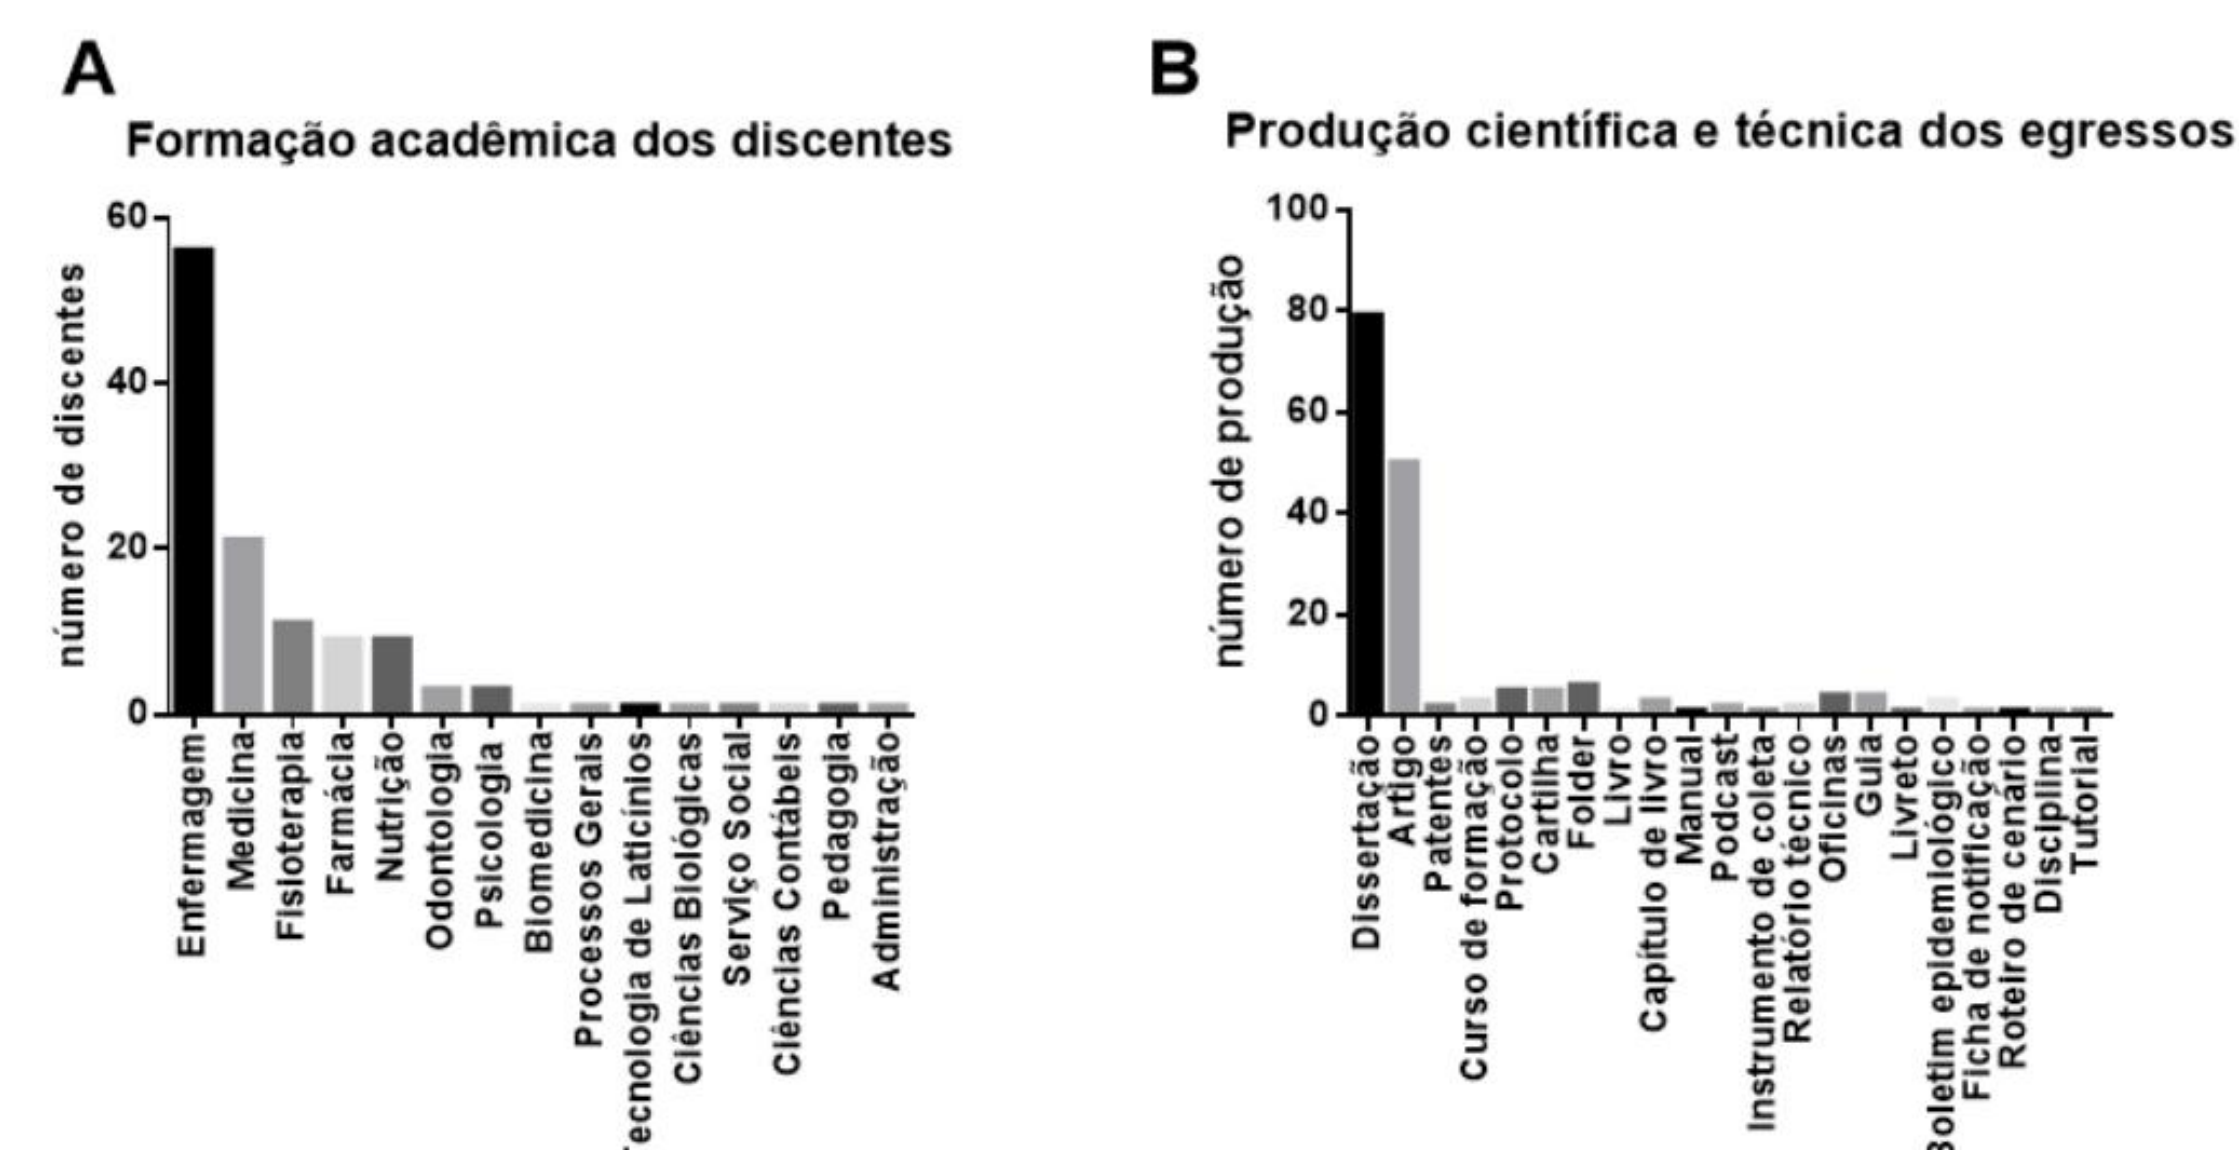 A
Formação acadêmica dos discentes
número de discentes
60
40
20
0
Enfermagem
Medicina
Fisioterapia
Farmácia
Nutrição
Odontologia
Psicologia
Biomedicina
Processos Gerais
Tecnologia de Laticínios
Ciências Biológicas
Serviço Social
Ciências Contábeis
Pedagogia
Administração
B
Produção científica e técnica dos egressos
número de produção
100
80
60
40
20
0
Dissertação
Artigo
Patentes
Curso de formação
Protocolo
Cartilha
Folder
Livro
Capítulo de livro
Manual
Podcast
Instrumento de coleta
Relatório técnico
Oficinas
Guia
Livreto
Boletim epidemiológico
Ficha de notificação
Roteiro de cenário
Disciplina
Tutorial